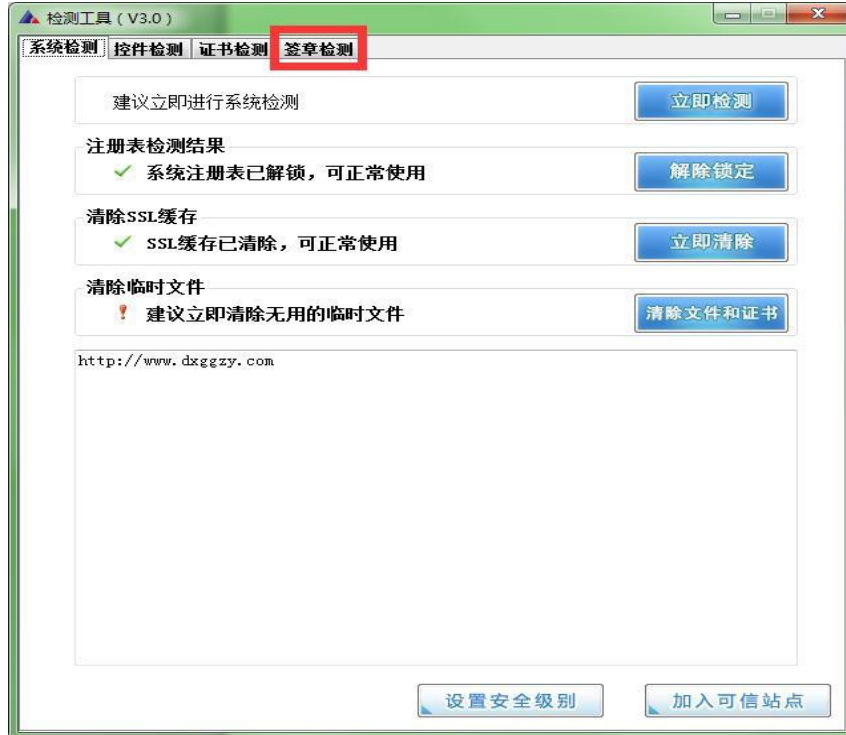 检测工具（V3.0）
系统检测 控件检测 证书检测 签章检测
建议立即进行系统检测 立即检测
注册表检测结果
系统注册表已解锁，可正常使用 解除锁定
清除SSL缓存
SSL缓存已清除，可正常使用 立即清除
清除临时文件
建议立即清除无用的临时文件 清除文件和证书
http://www.dxggzy.com
设置安全级别 加入可信站点